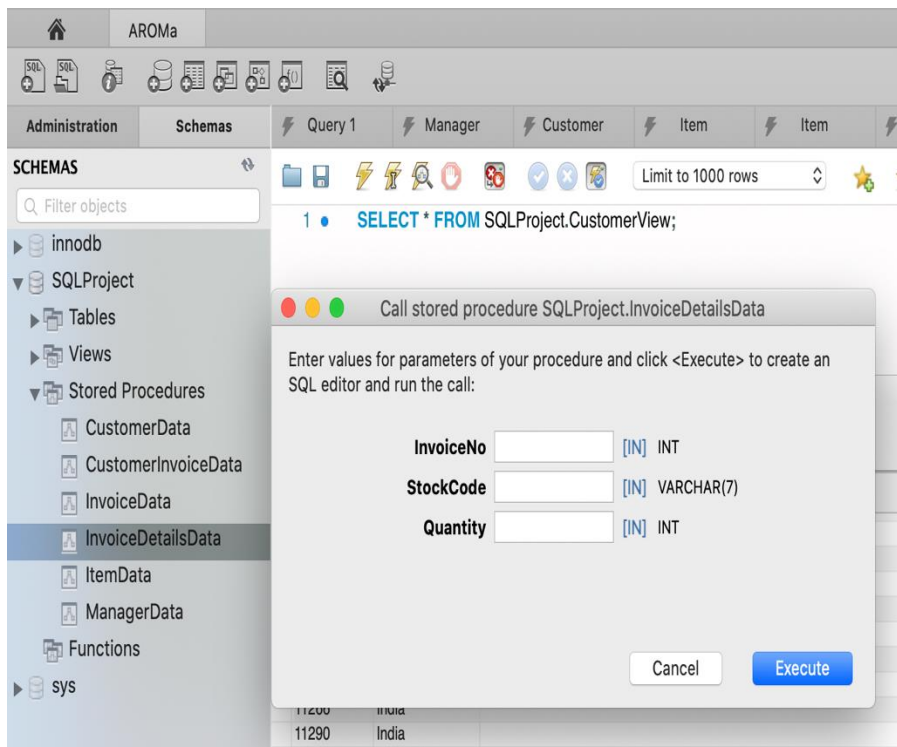 AROMa
SQL SQL
Administration Schemas Query 1 Manager Customer Item Item
SCHEMAS
Limit to 1000 rows
Filter objects
1 SELECT * FROM SQLProject.CustomerView;
innodb
SQLProject
Tables
Views
Stored Procedures
CustomerData
CustomerInvoiceData
InvoiceData
InvoiceDetailsData
ItemData
ManagerData
Functions
sys
Call stored procedure SQLProject.InvoiceDetailsData
Enter values for parameters of your procedure and click <Execute> to create an
SQL editor and run the call:
InvoiceNo [IN] INT
StockCode [IN] VARCHAR(7)
Quantity [IN] INT
Cancel Execute
India
11290 India